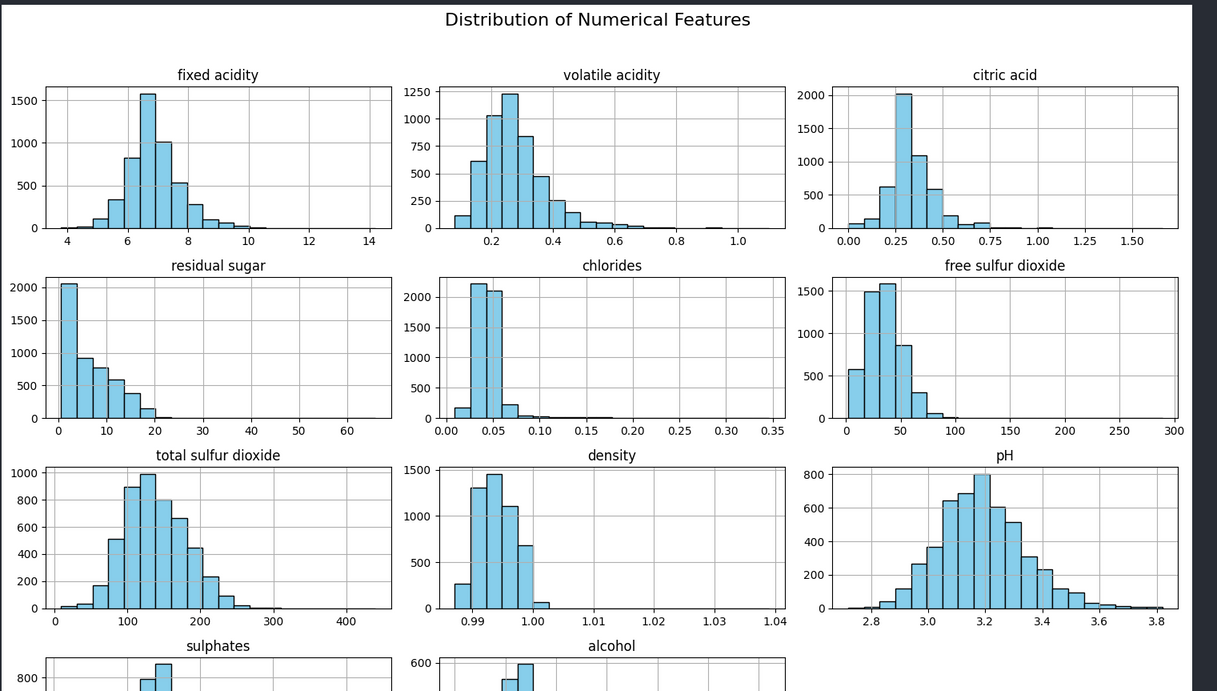 Distribution of Numerical Features
fixed acidity
volatile acidity
citric acid
1500
1000
500
0
4 6 8 10 12 14
1250
1000
750
500
250
0
0.2 0.4 0.6 0.8 1.0
2000
1500
1000
500
0
0.00 0.25 0.50 0.75 1.00 1.25 1.50
residual sugar
chlorides
free sulfur dioxide
2000
1500
1000
500
0
0 10 20 30 40 50 60
2000
1500
1000
500
0
0.00 0.05 0.10 0.15 0.20 0.25 0.30 0.35
1500
1000
500
0
0 50 100 150 200 250 300
total sulfur dioxide
density
pH
1000
800
600
400
200
0
0 100 200 300 400
1500
1000
500
0
0.99 1.00 1.01 1.02 1.03 1.04
800
600
400
200
0
2.8 3.0 3.2 3.4 3.6 3.8
sulphates
alcohol
800
600